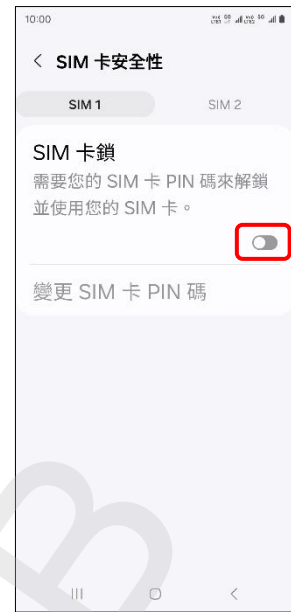 10:00
SIM 卡安全性
SIM 1 SIM 2
SIM 卡鎖
需要您的 SIM 卡 PIN 碼來解鎖
並使用您的 SIM 卡。
變更 SIM 卡 PIN 碼